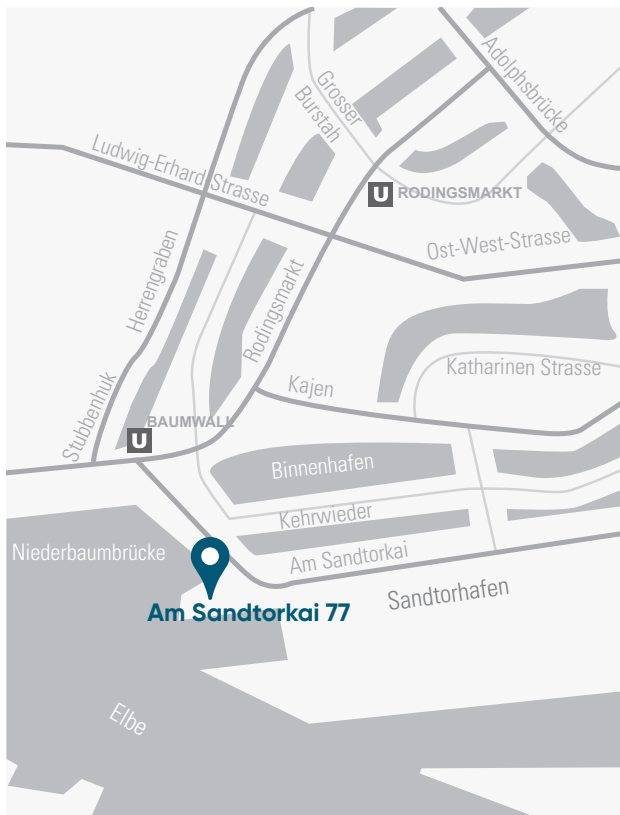 Adolphsbrücke
Grosser
Burstah
Ludwig-Erhard Strasse
U RODINGSMARKT
Ost-West-Strasse
Herrengraben
Rodingsmarkt
Katharinen Strasse
Kajen
Stubbenhuk
U BAUMWALL
Binnenhafen
Kehrwieder
Niederbaumbrücke
Am Sandtorkai
Sandtorhafen
Am Sandtorkai 77
Elbe